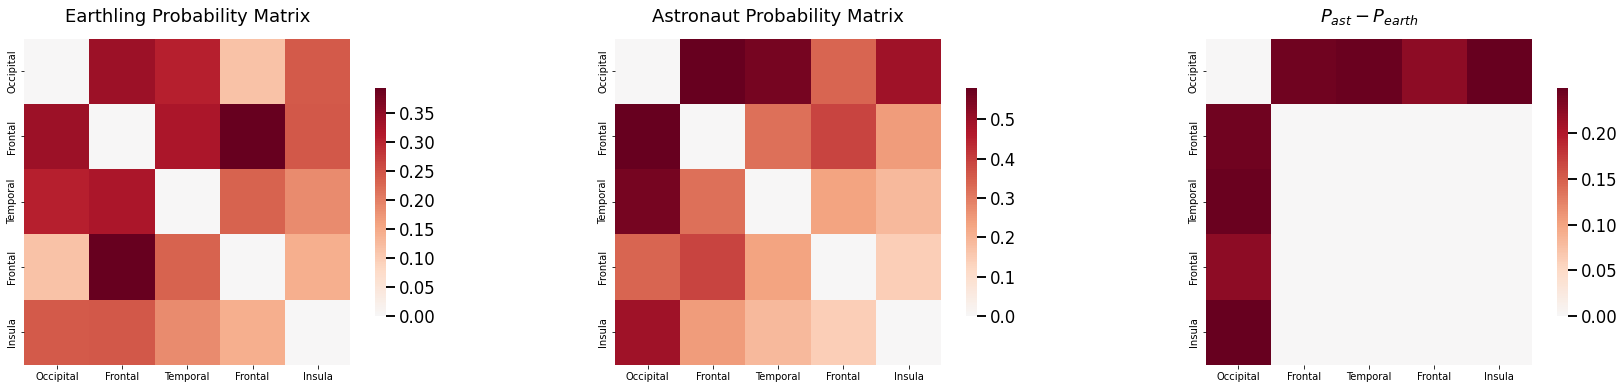 Earthling Probability Matrix
Occipital
Frontal
Temporal
Frontal
Insula
Occipital Frontal Temporal Frontal Insula
0.35
0.30
0.25
0.20
0.15
0.10
0.05
0.00
Astronaut Probability Matrix
Occipital
Frontal
Temporal
Frontal
Insula
Occipital Frontal Temporal Frontal Insula
0.5
0.4
0.3
0.2
0.1
0.0
P_ast − P_earth
Occipital
Frontal
Temporal
Frontal
Insula
Occipital Frontal Temporal Frontal Insula
0.20
0.15
0.10
0.05
0.00